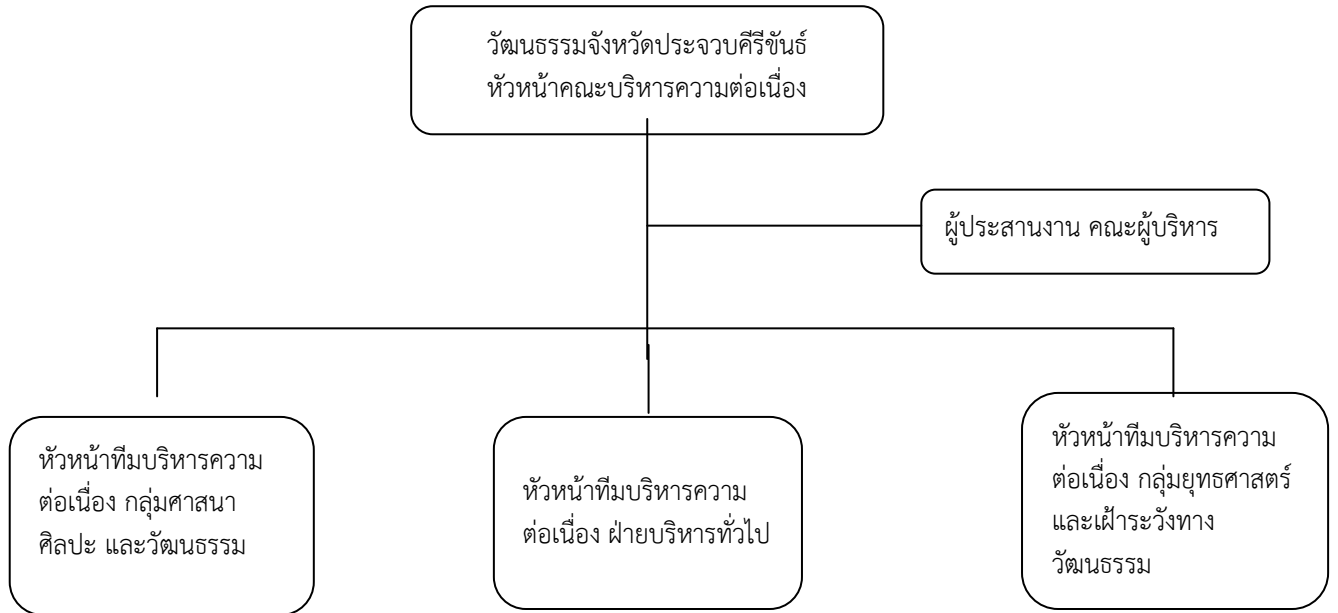 วัฒนธรรมจังหวัดประจวบคีรีขันธ์
หัวหน้าคณะบริหารความต่อเนื่อง
ผู้ประสานงาน คณะผู้บริหาร
หัวหน้าทีมบริหารความ
ต่อเนื่อง กลุ่มศาสนา
ศิลปะ และวัฒนธรรม
หัวหน้าทีมบริหารความ
ต่อเนื่อง ฝ่ายบริหารทั่วไป
หัวหน้าทีมบริหารความ
ต่อเนื่อง กลุ่มยุทธศาสตร์
และเฝ้าระวังทาง
วัฒนธรรม